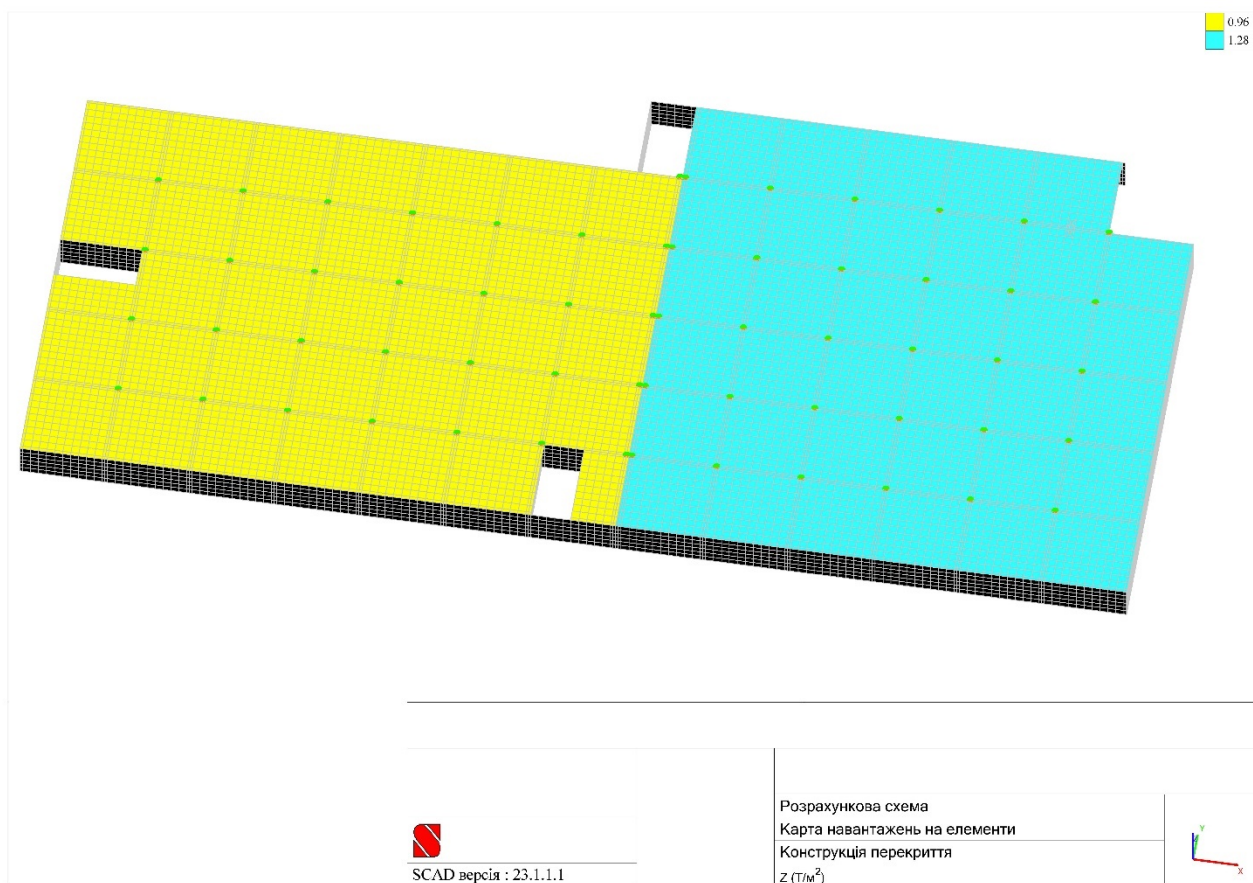 0.96
1.28
Розрахункова схема
Карта навантажень на елементи
Конструкція перекриття
Z (Т/м²)
SCAD версія : 23.1.1.1
Y
X